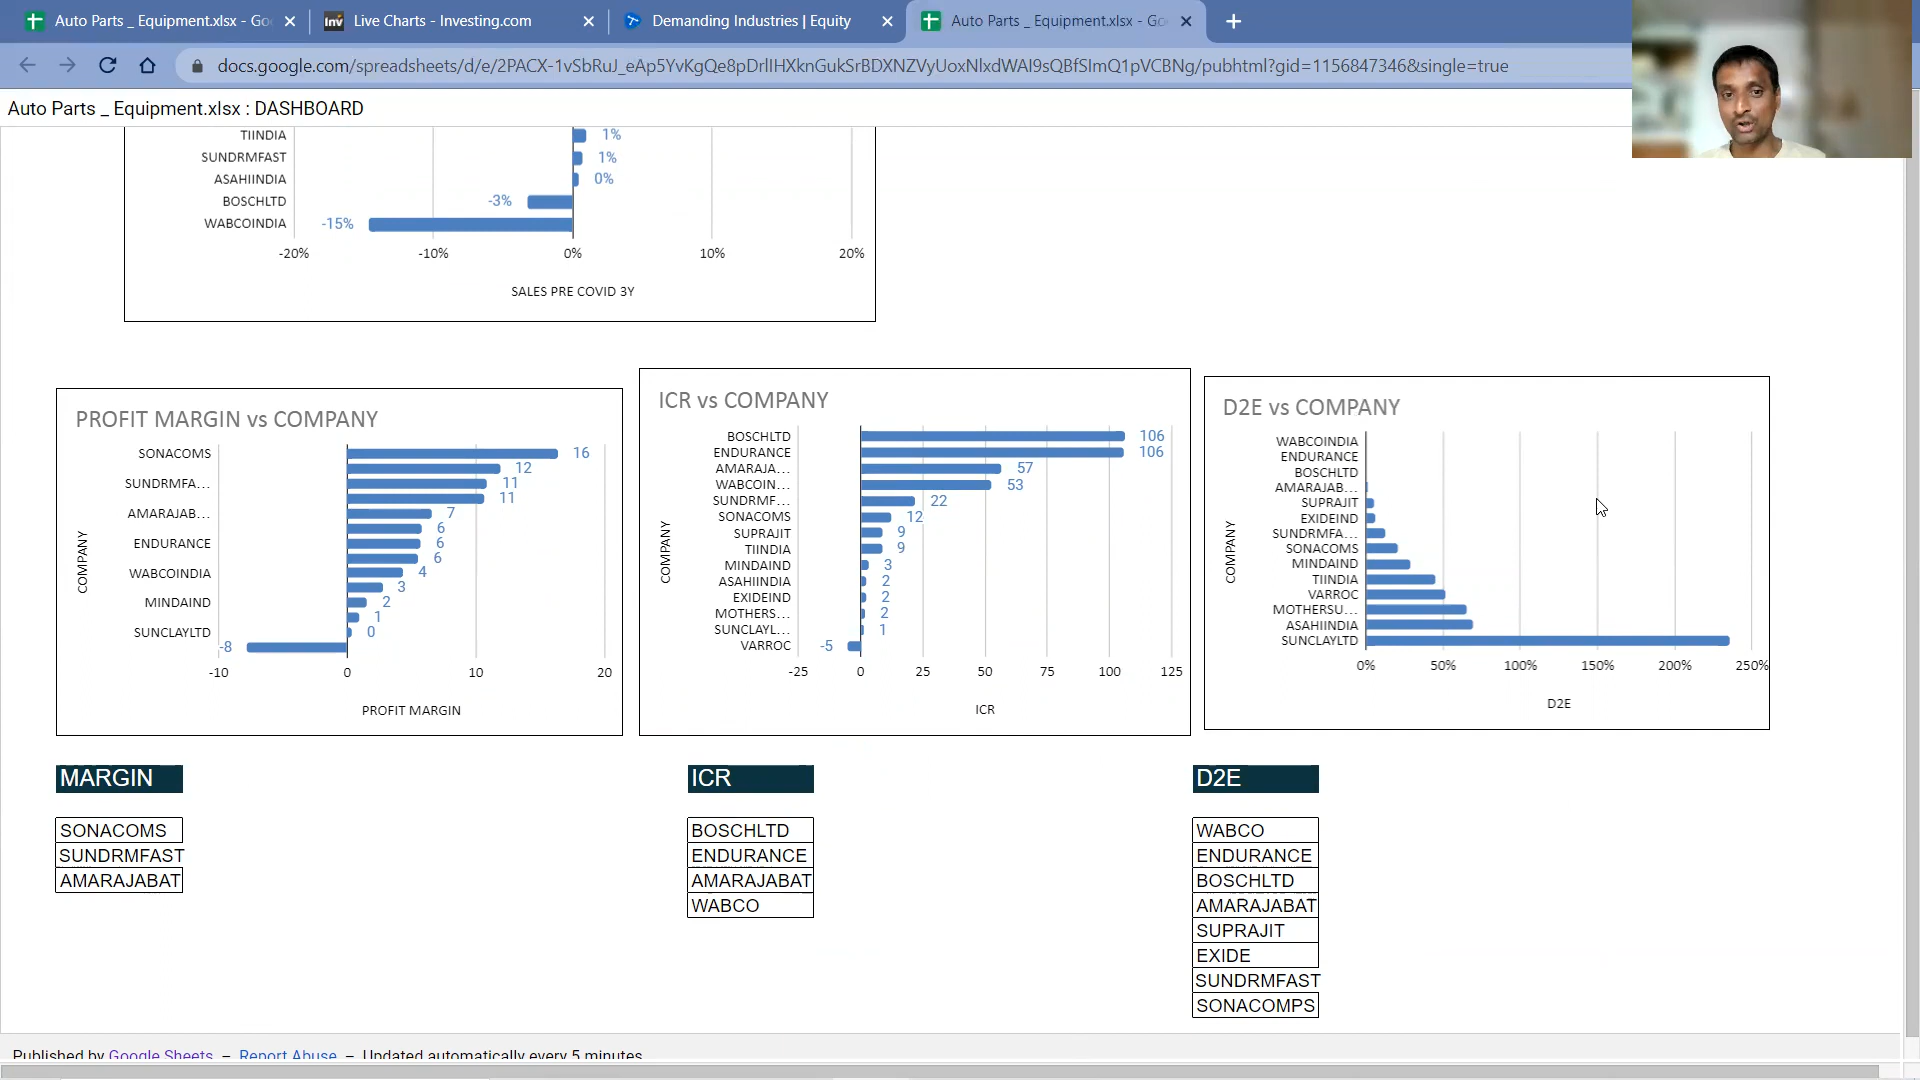 Auto Parts _ Equipment.xlsx - Go
Live Charts - Investing.com
Demanding Industries | Equity
Auto Parts _ Equipment.xlsx - Go
docs.google.com/spreadsheets/d/e/2PACX-1vSbRuJ_eAp5YvKgQe8pDrlIHXknGukSrBDXNZVyUoxNlxdWAI9sQBfSImQ1pVCBNg/pubhtml?gid=1156847346&single=true
Auto Parts _ Equipment.xlsx : DASHBOARD
TIINDIA 1%
SUNDRMFAST 1%
ASAHIINDIA 0%
BOSCHLTD -3%
WABCOINDIA -15%
-20% -10% 0% 10% 20%
SALES PRE COVID 3Y
PROFIT MARGIN vs COMPANY
COMPANY
SONACOMS 16
12
SUNDRMFA... 11
11
AMARAJAB... 7
6
ENDURANCE 6
6
WABCOINDIA 4
3
MINDAIND 2
1
SUNCLAYLTD 0
-8
-10 0 10 20
PROFIT MARGIN
ICR vs COMPANY
COMPANY
BOSCHLTD 106
ENDURANCE 106
AMARAJA... 57
WABCOIN... 53
SUNDRMF... 22
SONACOMS 12
SUPRAJIT 9
TIINDIA 9
MINDAIND 3
ASAHIINDIA 2
EXIDEIND 2
MOTHERS... 2
SUNCLAYL... 1
VARROC -5
-25 0 25 50 75 100 125
ICR
D2E vs COMPANY
COMPANY
WABCOINDIA
ENDURANCE
BOSCHLTD
AMARAJAB...
SUPRAJIT
EXIDEIND
SUNDRMFA...
SONACOMS
MINDAIND
TIINDIA
VARROC
MOTHERSU...
ASAHIINDIA
SUNCLAYLTD
0% 50% 100% 150% 200% 250%
D2E
MARGIN
SONACOMS
SUNDRMFAST
AMARAJABAT
ICR
BOSCHLTD
ENDURANCE
AMARAJABAT
WABCO
D2E
WABCO
ENDURANCE
BOSCHLTD
AMARAJABAT
SUPRAJIT
EXIDE
SUNDRMFAST
SONACOMPS
Published by Google Sheets – Report Abuse – Updated automatically every 5 minutes